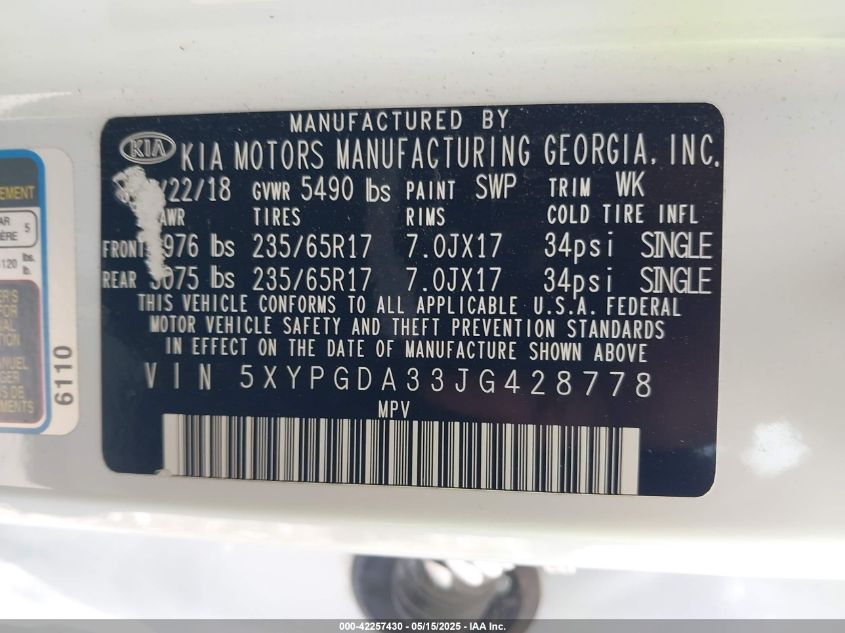 MANUFACTURED BY
KIA KIA MOTORS MANUFACTURING GEORGIA, INC.
/22/18 GVWR 5490 lbs PAINT SWP TRIM WK
TIRES RIMS COLD TIRE INFL
FRONT 235/65R17 7.0JX17 34psi SINGLE
REAR 235/65R17 7.0JX17 34psi SINGLE
THIS VEHICLE CONFORMS TO ALL APPLICABLE U.S.A. FEDERAL
MOTOR VEHICLE SAFETY AND THEFT PREVENTION STANDARDS
IN EFFECT ON THE DATE OF MANUFACTURE SHOWN ABOVE
VIN 5XYPGDA33JG428778
MPV
6110
5
120 lbs.
000-42257430 - 05/15/2025 - IAA Inc.